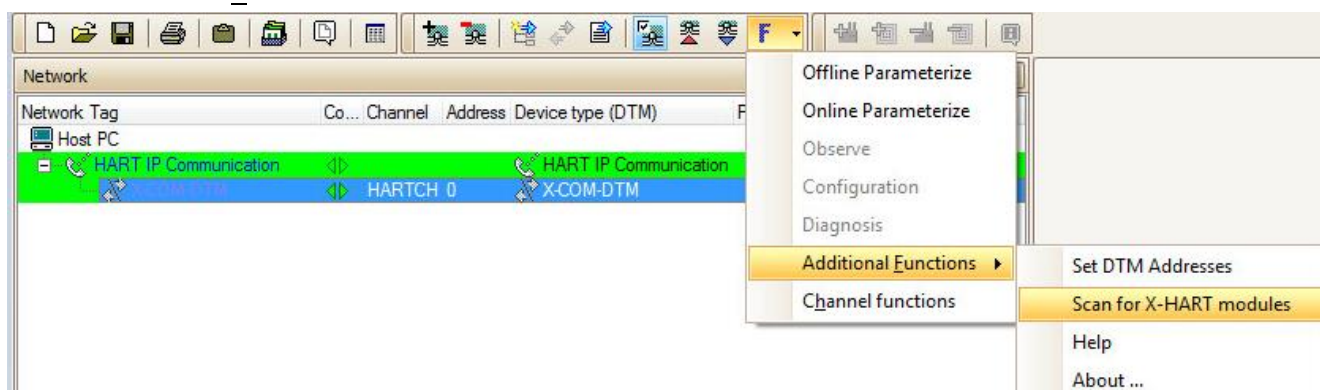 F
Network
Network Tag Co... Channel Address Device type (DTM) F
Host PC
HART IP Communication HART IP Communication
X-COM-DTM HARTCH 0 X-COM-DTM
Offline Parameterize
Online Parameterize
Observe
Configuration
Diagnosis
Additional Functions
Channel functions
Set DTM Addresses
Scan for X-HART modules
Help
About ...